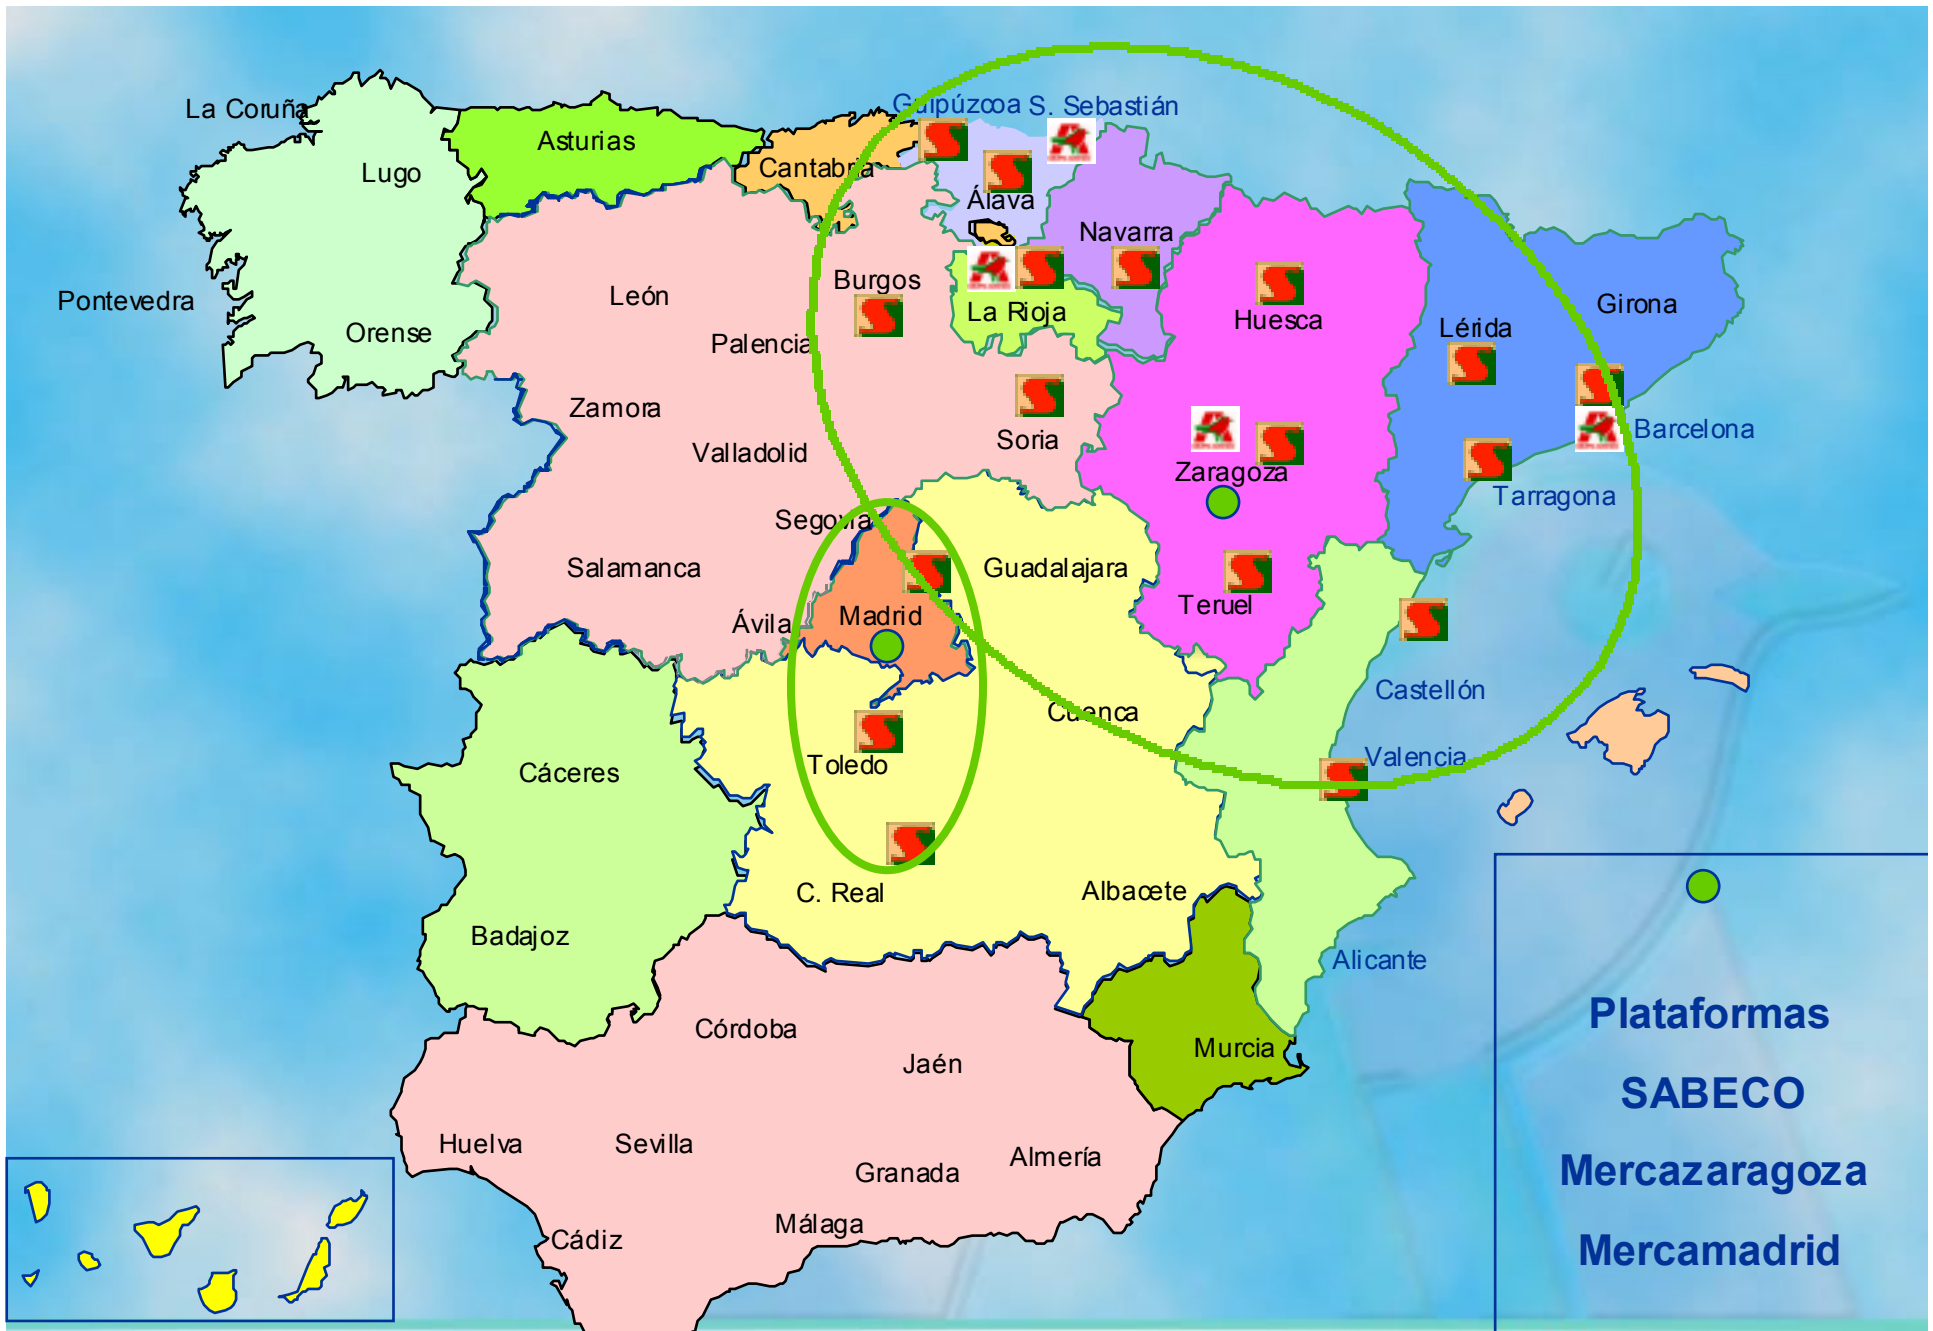 La Coruña
Guipúzcoa S. Sebastián
Asturias
Lugo
Cantabria
Álava
Navarra
Pontevedra
León
Burgos
La Rioja
Huesca
Girona
Orense
Palencia
Lérida
Zamora
Valladolid
Soria
Barcelona
Zaragoza
Tarragona
Segovia
Salamanca
Guadalajara
Ávila
Madrid
Teruel
Castellón
Cuenca
Cáceres
Toledo
Valencia
C. Real
Albacete
Badajoz
Alicante
Córdoba
Jaén
Murcia
Huelva
Sevilla
Granada
Almería
Cádiz
Málaga
Plataformas
SABECO
Mercazaragoza
Mercamadrid